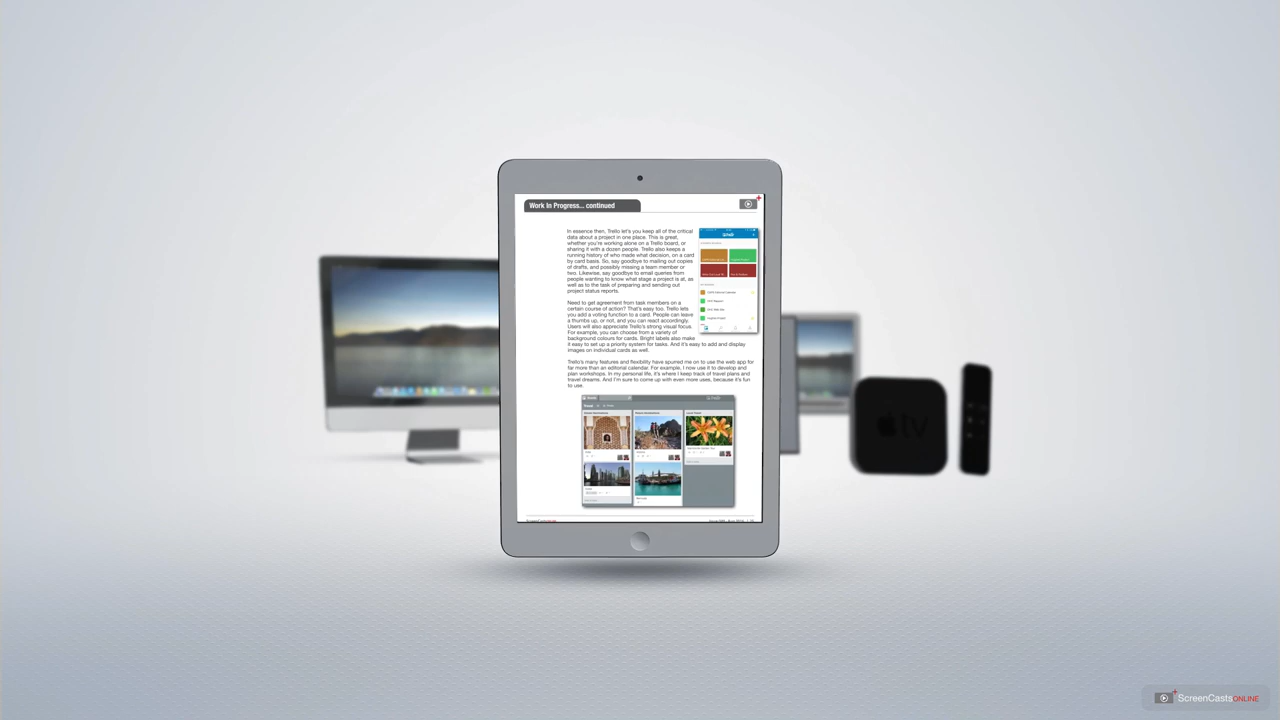 Work In Progress... continued
In essence then, Trello let's you keep all of the critical
data about a project in one place. This is great,
whether you're working alone on a Trello board, or
sharing it with a dozen people. Trello also keeps a
running history of who made what decision, on a card
by card basis. So, say goodbye to mailing out copies
of drafts, and possibly missing a team member or
two. Likewise, say goodbye to email queries from
people wanting to know what stage a project is at, as
well as to the task of preparing and sending out
project status reports.
Need to get agreement from task members on a
certain course of action? That's easy too. Trello lets
you add a voting function to a card. People can leave
a thumbs up, or not, and you can react accordingly.
Users will also appreciate Trello's strong visual focus.
For example, you can choose from a variety of
background colours for cards. Bright labels also make
it easy to set up a priority system for tasks. And it's easy to add and display
images on individual cards as well.
Trello's many features and flexibility have spurred me on to use the web app for
far more than an editorial calendar. For example, I now use it to develop and
plan workshops. In my personal life, it's where I keep track of travel plans and
travel dreams. And I'm sure to come up with even more uses, because it's fun
to use.
tv
ScreenCastsONLINE